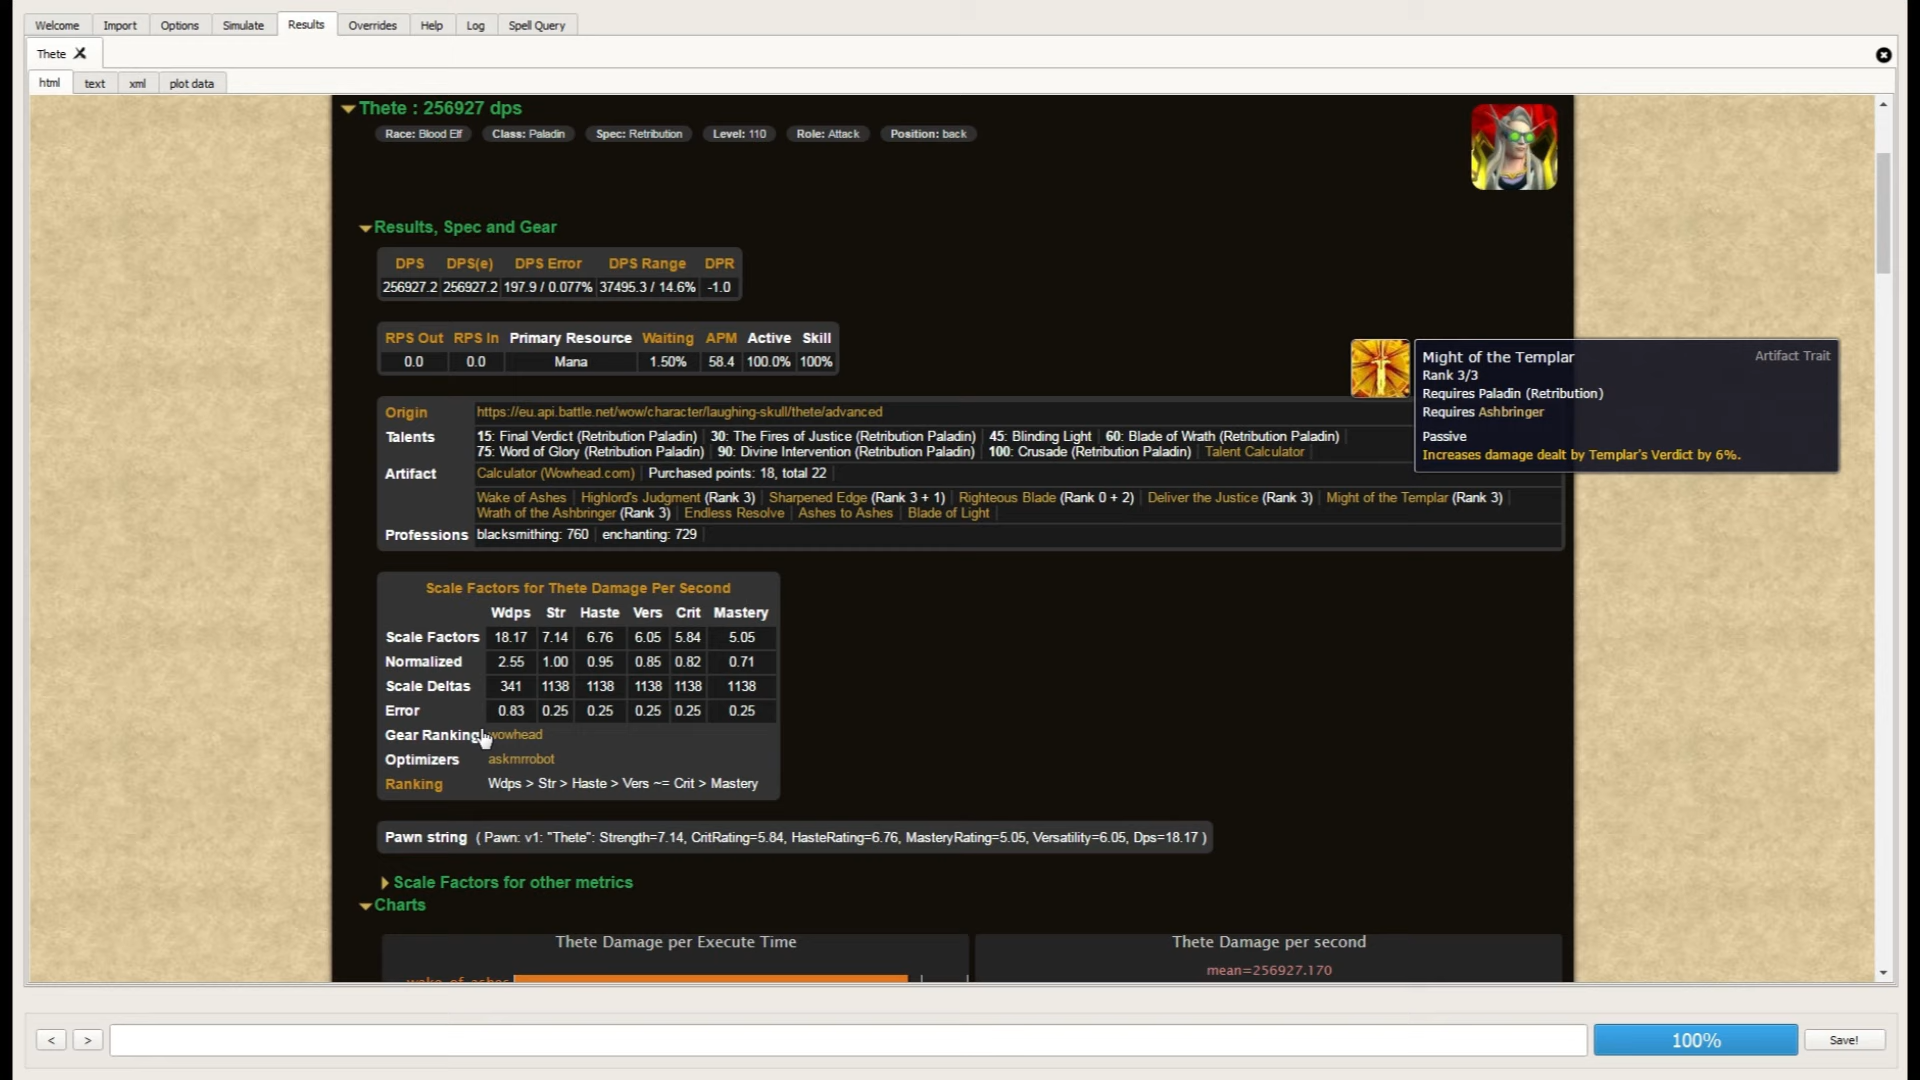 Welcome Import Options Simulate Results Overrides Help Log Spell Query
Thete
html text xml plot data
Thete : 256927 dps
Race: Blood Elf Class: Paladin Spec: Retribution Level: 110 Role: Attack Position: back
Results, Spec and Gear
DPS DPS(e) DPS Error DPS Range DPR
256927.2 256927.2 197.9 / 0.077% 37495.3 / 14.6% -1.0
RPS Out RPS In Primary Resource Waiting APM Active Skill
0.0 0.0 Mana 1.50% 58.4 100.0% 100%
Might of the Templar Artifact Trait
Rank 3/3
Requires Paladin (Retribution)
Requires Ashbringer
Passive
Increases damage dealt by Templar's Verdict by 6%.
Origin https://eu.api.battle.net/wow/character/laughing-skull/thete/advanced
Talents 15: Final Verdict (Retribution Paladin) | 30: The Fires of Justice (Retribution Paladin) | 45: Blinding Light | 60: Blade of Wrath (Retribution Paladin) |
75: Word of Glory (Retribution Paladin) | 90: Divine Intervention (Retribution Paladin) | 100: Crusade (Retribution Paladin) | Talent Calculator
Artifact Calculator (Wowhead.com) | Purchased points: 18, total 22 |
Wake of Ashes | Highlord's Judgment (Rank 3) | Sharpened Edge (Rank 3 + 1) | Righteous Blade (Rank 0 + 2) | Deliver the Justice (Rank 3) | Might of the Templar (Rank 3) |
Wrath of the Ashbringer (Rank 3) | Endless Resolve | Ashes to Ashes | Blade of Light |
Professions blacksmithing: 760 | enchanting: 729 |
Scale Factors for Thete Damage Per Second
Wdps Str Haste Vers Crit Mastery
Scale Factors 18.17 7.14 6.76 6.05 5.84 5.05
Normalized 2.55 1.00 0.95 0.85 0.82 0.71
Scale Deltas 341 1138 1138 1138 1138 1138
Error 0.83 0.25 0.25 0.25 0.25 0.25
Gear Ranking wowhead
Optimizers askmrrobot
Ranking Wdps > Str > Haste > Vers ~= Crit > Mastery
Pawn string ( Pawn: v1: "Thete": Strength=7.14, CritRating=5.84, HasteRating=6.76, MasteryRating=5.05, Versatility=6.05, Dps=18.17 )
Scale Factors for other metrics
Charts
Thete Damage per Execute Time Thete Damage per second
mean=256927.170
wake_of_ashes
< > 100% Save!